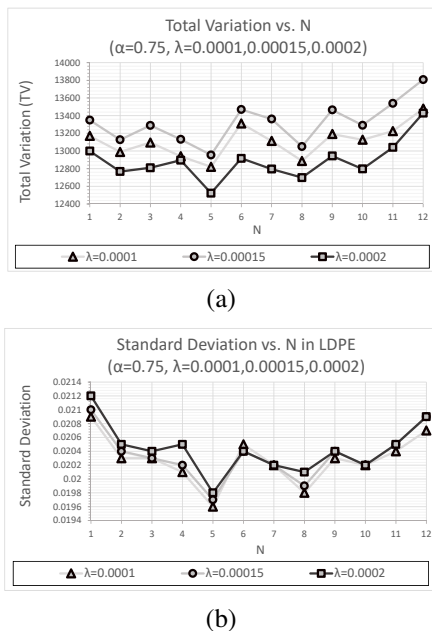 Total Variation vs. N
(α=0.75, λ=0.0001,0.00015,0.0002)
Total Variation (TV)
14000
13800
13600
13400
13200
13000
12800
12600
12400
1 2 3 4 5 6 7 8 9 10 11 12
N
λ=0.0001 λ=0.00015 λ=0.0002
(a)
Standard Deviation vs. N in LDPE
(α=0.75, λ=0.0001,0.00015,0.0002)
Standard Deviation
0.0214
0.0212
0.021
0.0208
0.0206
0.0204
0.0202
0.02
0.0198
0.0196
0.0194
1 2 3 4 5 6 7 8 9 10 11 12
N
λ=0.0001 λ=0.00015 λ=0.0002
(b)